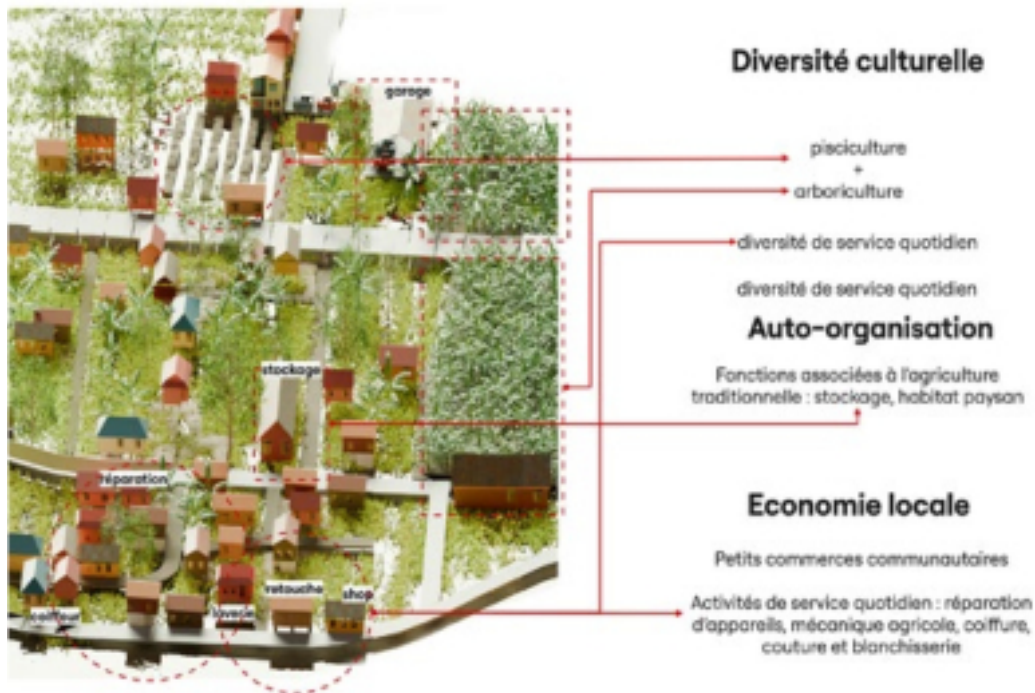 Diversité culturelle
garage
pisciculture
+
arboriculture
diversité de service quotidien
diversité de service quotidien
Auto-organisation
stockage
Fonctions associées à l'agriculture
traditionnelle : stockage, habitat paysan
réparation
Economie locale
Petits commerces communautaires
coiffeur
laverie
retouche
shop
Activités de service quotidien : réparation
d'appareils, mécanique agricole, coiffure,
couture et blanchisserie